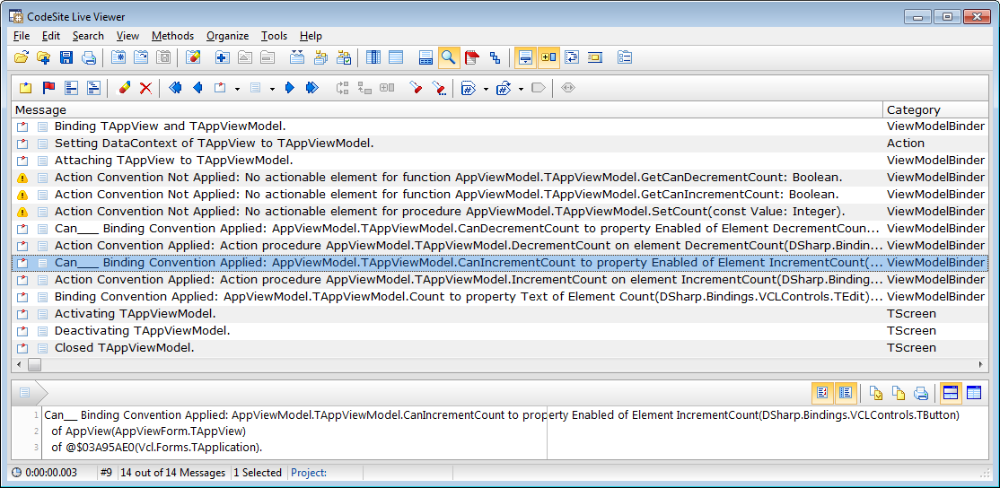 CodeSite Live Viewer
File Edit Search View Methods Organize Tools Help
Message Category
Binding TAppView and TAppViewModel. ViewModelBinder
Setting DataContext of TAppView to TAppViewModel. Action
Attaching TAppView to TAppViewModel. ViewModelBinder
Action Convention Not Applied: No actionable element for function AppViewModel.TAppViewModel.GetCanDecrementCount: Boolean. ViewModelBinder
Action Convention Not Applied: No actionable element for function AppViewModel.TAppViewModel.GetCanIncrementCount: Boolean. ViewModelBinder
Action Convention Not Applied: No actionable element for procedure AppViewModel.TAppViewModel.SetCount(const Value: Integer). ViewModelBinder
Can___ Binding Convention Applied: AppViewModel.TAppViewModel.CanDecrementCount to property Enabled of Element DecrementCoun... ViewModelBinder
Action Convention Applied: Action procedure AppViewModel.TAppViewModel.DecrementCount on element DecrementCount(DSharp.Bindin... ViewModelBinder
Can___ Binding Convention Applied: AppViewModel.TAppViewModel.CanIncrementCount to property Enabled of Element IncrementCount(... ViewModelBinder
Action Convention Applied: Action procedure AppViewModel.TAppViewModel.IncrementCount on element IncrementCount(DSharp.Binding... ViewModelBinder
Binding Convention Applied: AppViewModel.TAppViewModel.Count to property Text of Element Count(DSharp.Bindings.VCLControls.TEdit)... ViewModelBinder
Activating TAppViewModel. TScreen
Deactivating TAppViewModel. TScreen
Closed TAppViewModel. TScreen
1 Can___ Binding Convention Applied: AppViewModel.TAppViewModel.CanIncrementCount to property Enabled of Element IncrementCount(DSharp.Bindings.VCLControls.TButton)
2 of AppView(AppViewForm.TAppView)
3 of @$03A95AE0(Vcl.Forms.TApplication).
0:00:00.003 #9 14 out of 14 Messages 1 Selected Project: